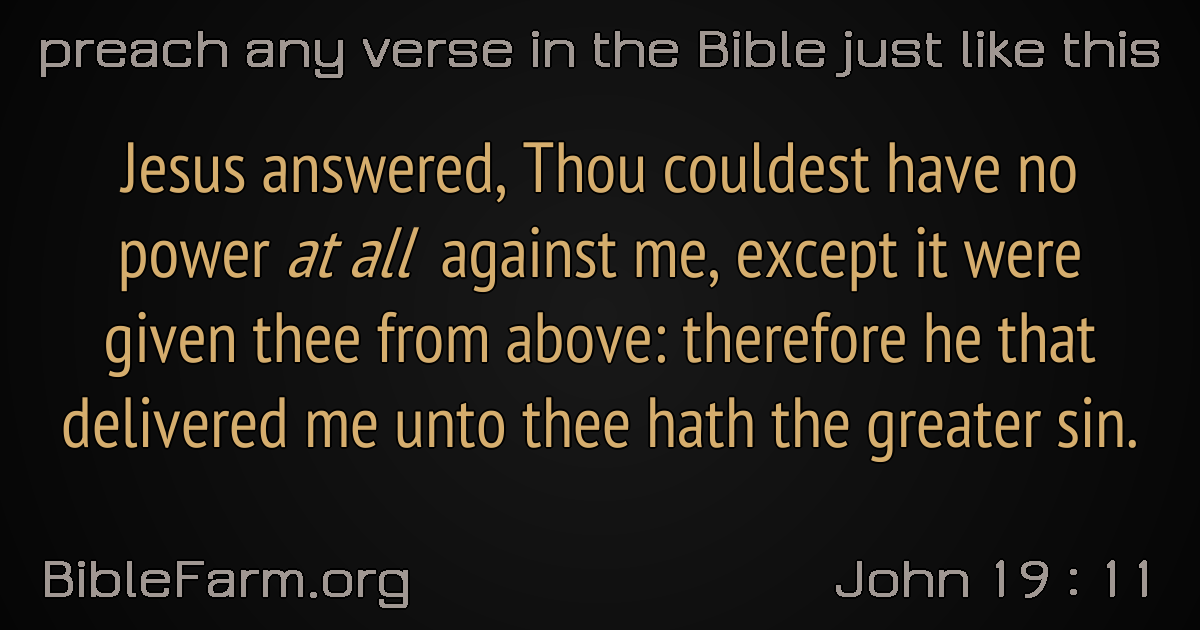 preach any verse in the Bible just like this
Jesus answered, Thou couldest have no
power at all against me, except it were
given thee from above: therefore he that
delivered me unto thee hath the greater sin.
BibleFarm.org
John 19 : 11